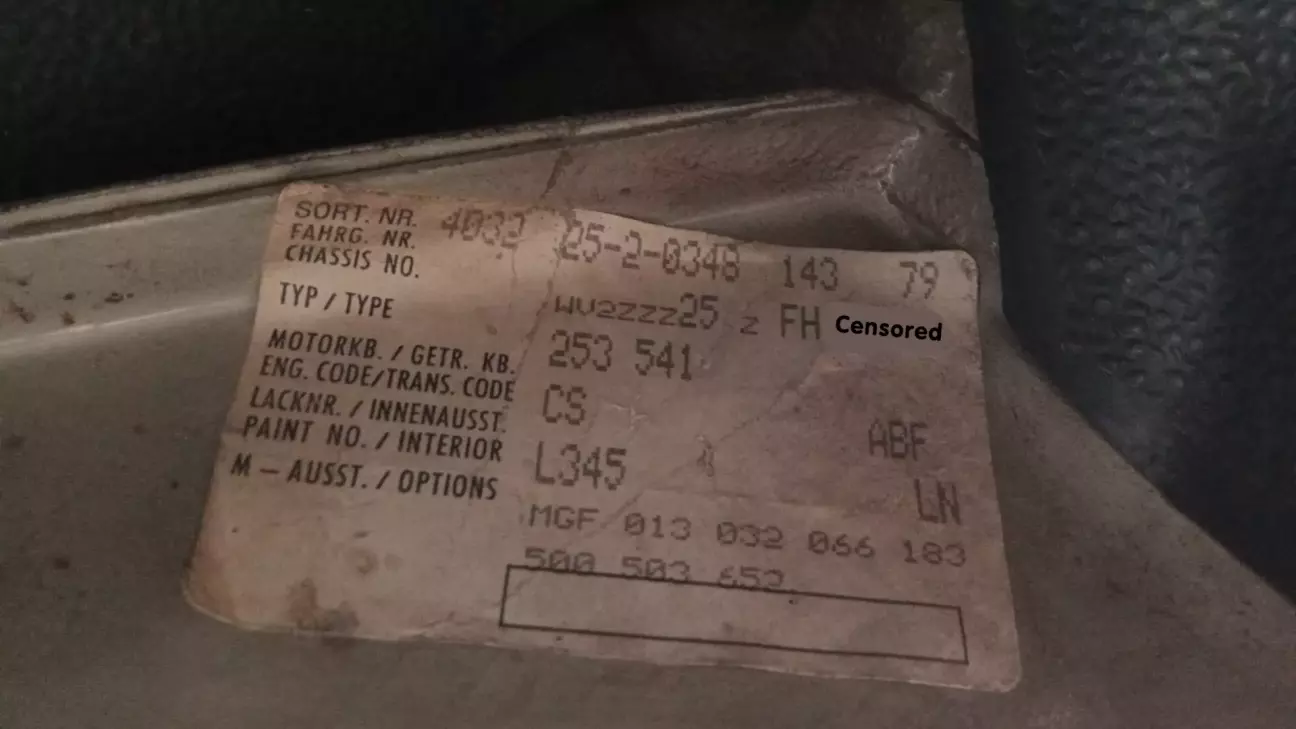 SORT. NR. 4032 25-2-0348 143 79
FAHRG. NR.
CHASSIS NO. WV2ZZZ25 Z FH Censored
TYP / TYPE 253 541
MOTORKB. / GETR. KB.
ENG. CODE/TRANS. CODE CS ABF
LACKNR. / INNENAUSST.
PAINT NO. / INTERIOR L345 LN
M - AUSST. / OPTIONS MGF 013 032 066 183
500 503 652